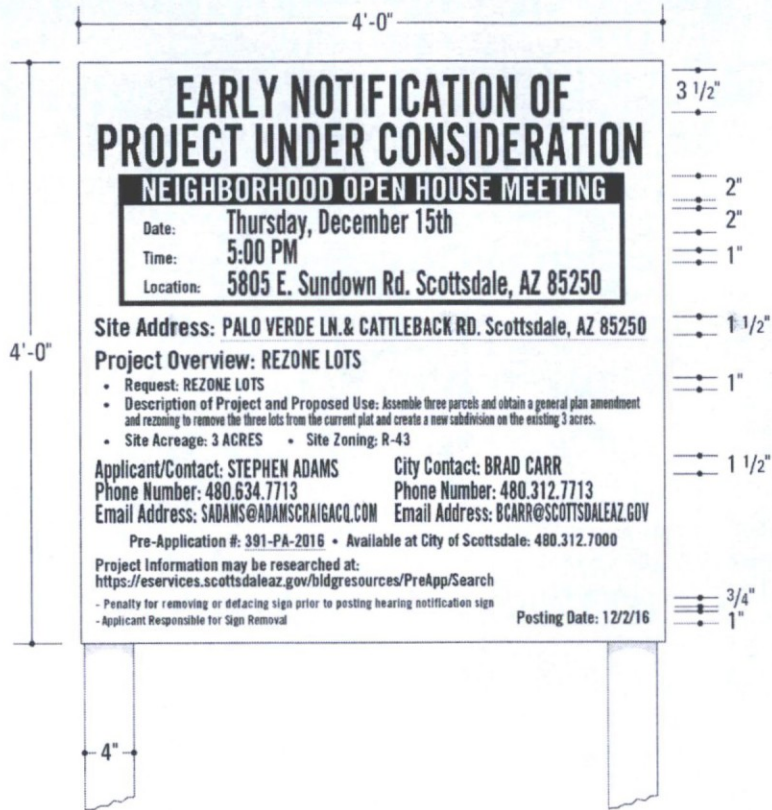 4'-0"
EARLY NOTIFICATION OF
PROJECT UNDER CONSIDERATION
NEIGHBORHOOD OPEN HOUSE MEETING
Date: Thursday, December 15th
Time: 5:00 PM
Location: 5805 E. Sundown Rd. Scottsdale, AZ 85250
Site Address: PALO VERDE LN.& CATTLEBACK RD. Scottsdale, AZ 85250
Project Overview: REZONE LOTS
• Request: REZONE LOTS
• Description of Project and Proposed Use: Assemble three parcels and obtain a general plan amendment
and rezoning to remove the three lots from the current plat and create a new subdivision on the existing 3 acres.
• Site Acreage: 3 ACRES • Site Zoning: R-43
Applicant/Contact: STEPHEN ADAMS City Contact: BRAD CARR
Phone Number: 480.634.7713 Phone Number: 480.312.7713
Email Address: SADAMS@ADAMSCRAIGACQ.COM Email Address: BCARR@SCOTTSDALEAZ.GOV
Pre-Application #: 391-PA-2016 • Available at City of Scottsdale: 480.312.7000
Project Information may be researched at:
https://eservices.scottsdaleaz.gov/bldgresources/PreApp/Search
- Penalty for removing or defacing sign prior to posting hearing notification sign
- Applicant Responsible for Sign Removal Posting Date: 12/2/16
4'-0"
3 1/2"
2"
2"
1"
1 1/2"
1"
1 1/2"
3/4"
1"
4"